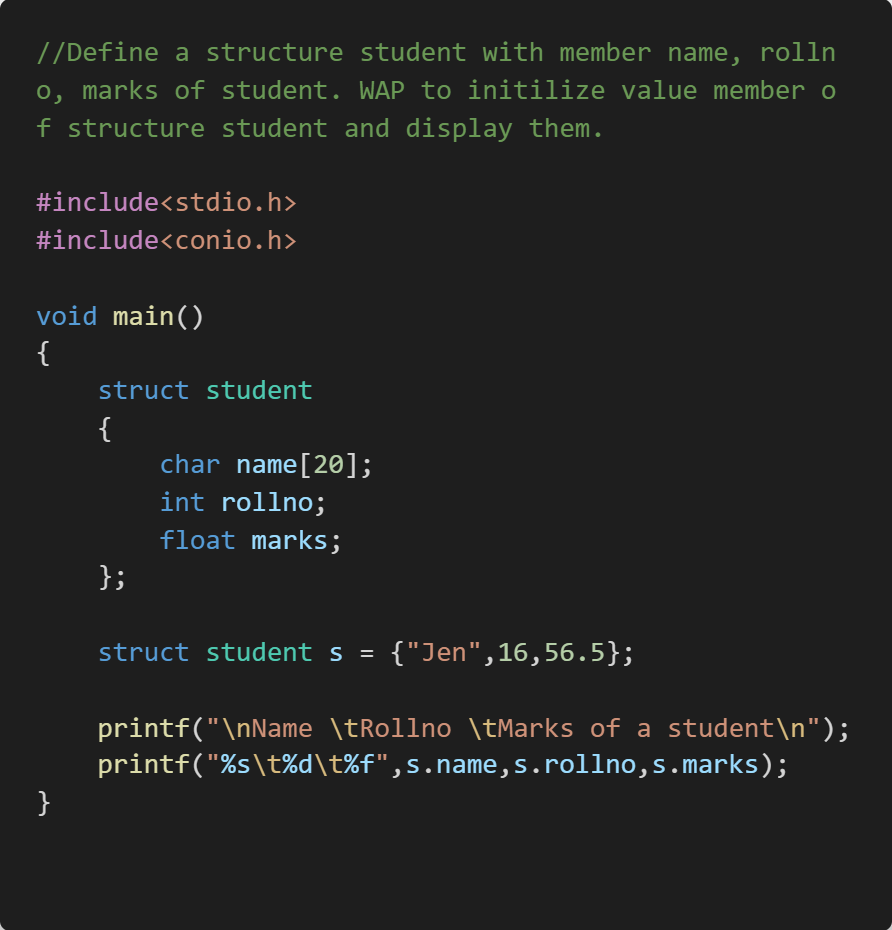 //Define a structure student with member name, rolln
o, marks of student. WAP to initilize value member o
f structure student and display them.
#include<stdio.h>
#include<conio.h>
void main()
{
    struct student
    {
        char name[20];
        int rollno;
        float marks;
    };
    struct student s = {"Jen",16,56.5};
    printf("\nName \tRollno \tMarks of a student\n");
    printf("%s\t%d\t%f",s.name,s.rollno,s.marks);
}